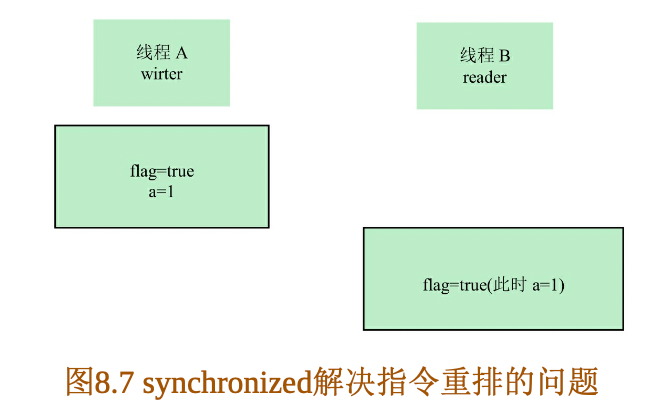 线程 A
wirter
线程 B
reader
flag=true
a=1
flag=true(此时 a=1)
图8.7 synchronized解决指令重排的问题